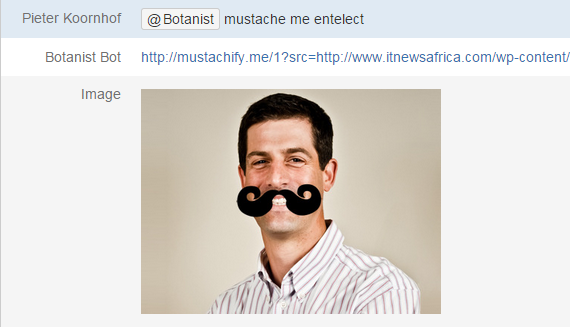 Pieter Koornhof @Botanist mustache me entelect
Botanist Bot http://mustachify.me/1?src=http://www.itnewsafrica.com/wp-content/
Image